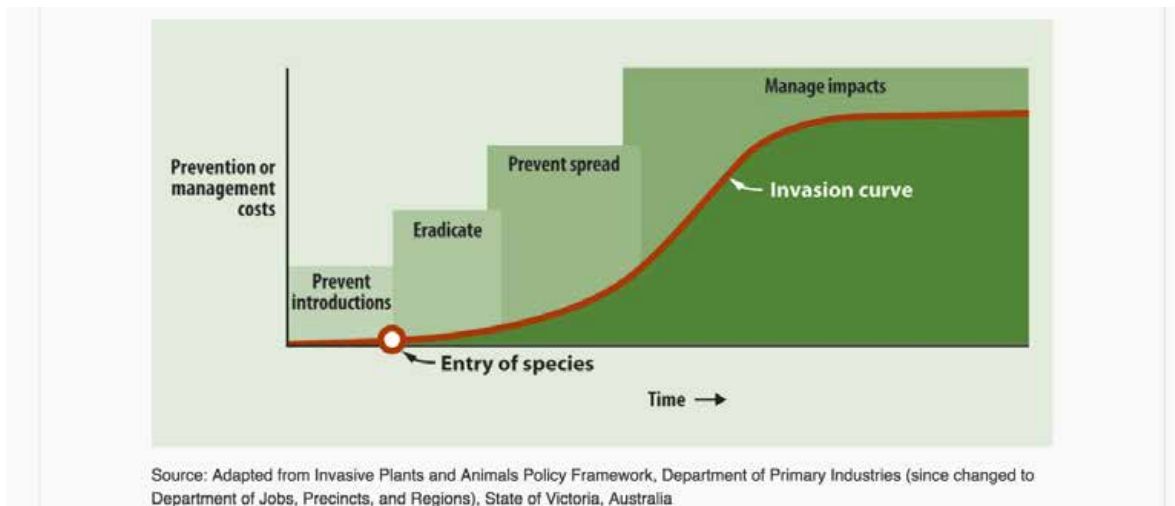 Manage impacts
Prevention or
management
costs
Prevent spread
Invasion curve
Eradicate
Prevent
introductions
Entry of species
Time
Source: Adapted from Invasive Plants and Animals Policy Framework, Department of Primary Industries (since changed to
Department of Jobs, Precincts, and Regions), State of Victoria, Australia